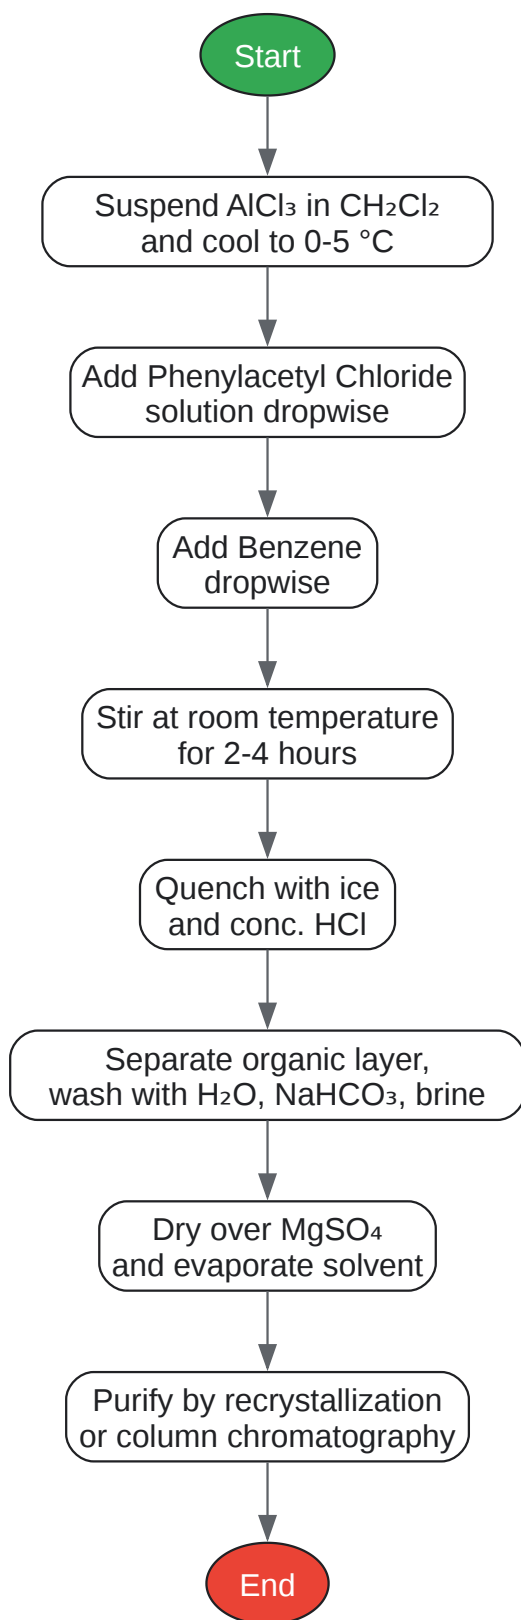 Start
Suspend AlCl₃ in CH₂Cl₂
and cool to 0-5 °C
Add Phenylacetyl Chloride
solution dropwise
Add Benzene
dropwise
Stir at room temperature
for 2-4 hours
Quench with ice
and conc. HCl
Separate organic layer,
wash with H₂O, NaHCO₃, brine
Dry over MgSO₄
and evaporate solvent
Purify by recrystallization
or column chromatography
End